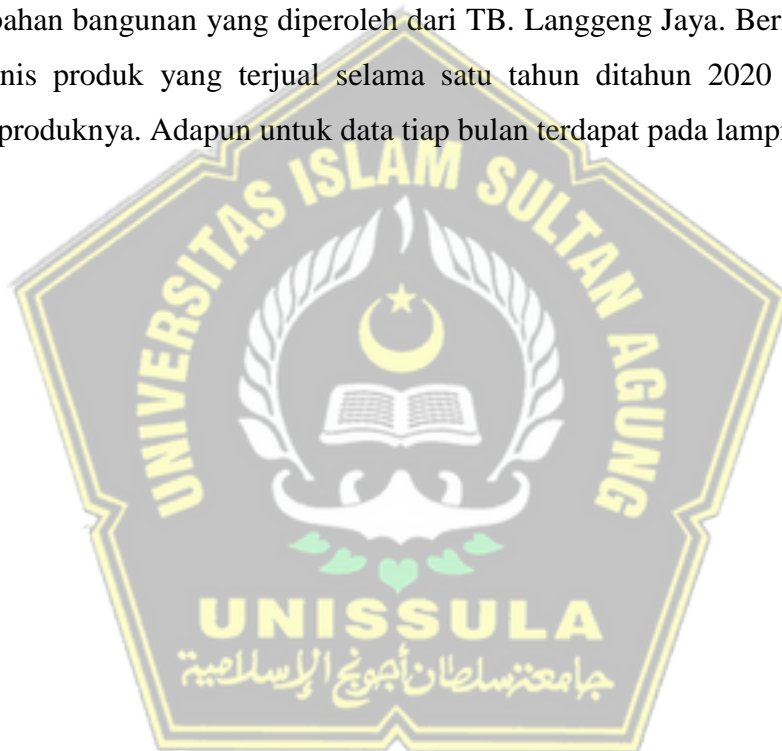 bahan bangunan yang diperoleh dari TB. Langgeng Jaya. Ber
nis produk yang terjual selama satu tahun ditahun 2020
produknya. Adapun untuk data tiap bulan terdapat pada lamp
UNIVERSITAS ISLAM SULTAN AGUNG
UNISSULA
جامعة سلطان أجونج الإسلامية